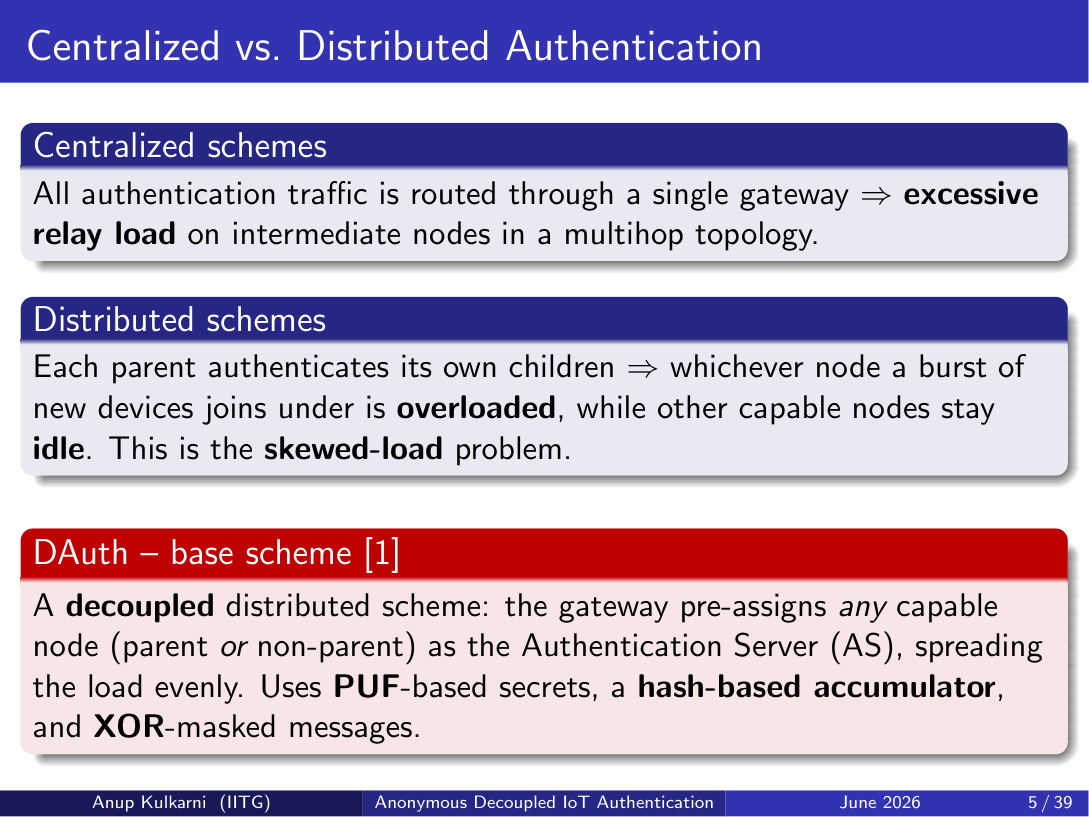 Centralized vs. Distributed Authentication
Centralized schemes
All authentication traffic is routed through a single gateway ⇒ excessive
relay load on intermediate nodes in a multihop topology.
Distributed schemes
Each parent authenticates its own children ⇒ whichever node a burst of
new devices joins under is overloaded, while other capable nodes stay
idle. This is the skewed-load problem.
DAuth – base scheme [1]
A decoupled distributed scheme: the gateway pre-assigns any capable
node (parent or non-parent) as the Authentication Server (AS), spreading
the load evenly. Uses PUF-based secrets, a hash-based accumulator,
and XOR-masked messages.
Anup Kulkarni (IITG) Anonymous Decoupled IoT Authentication June 2026 5 / 39